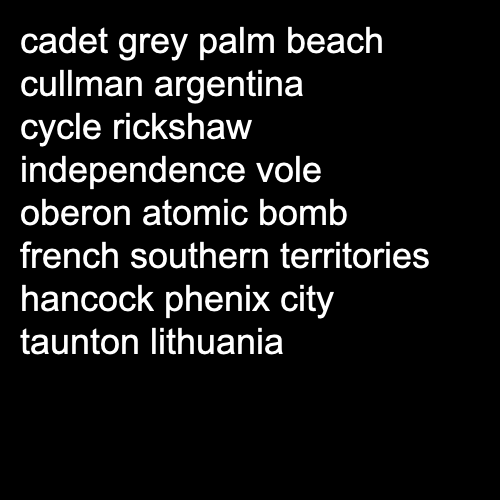 cadet grey palm beach
cullman argentina
cycle rickshaw
independence vole
oberon atomic bomb
french southern territories
hancock phenix city
taunton lithuania